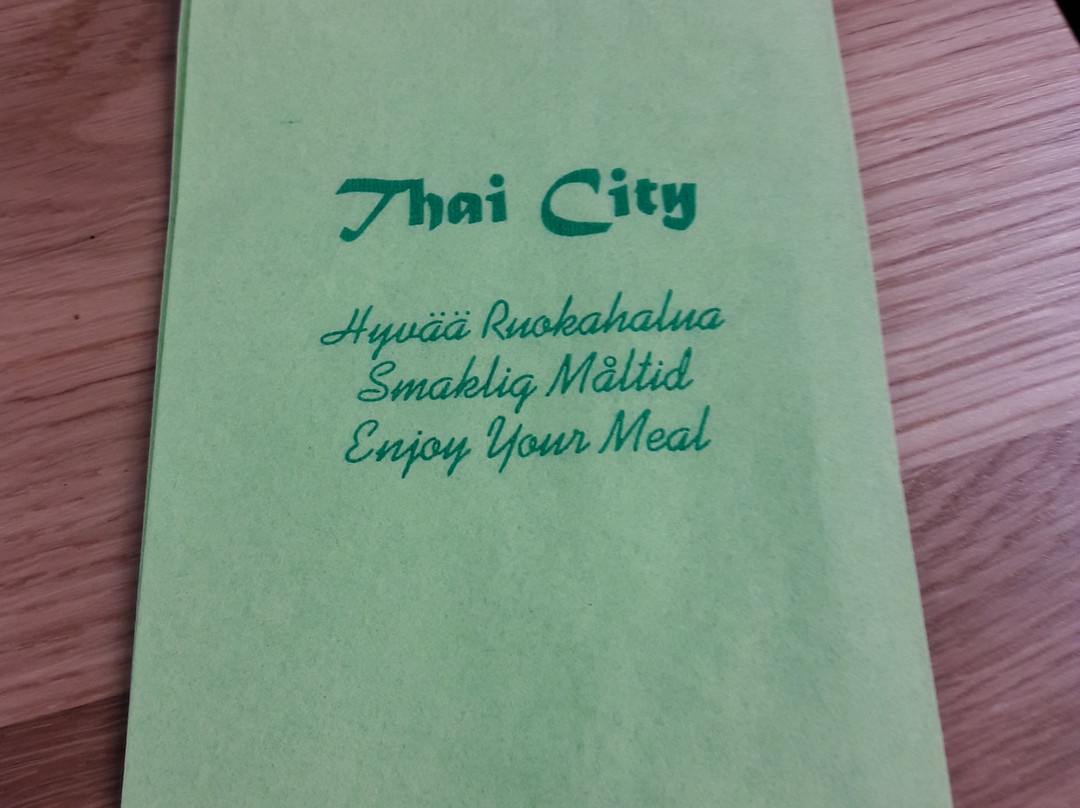 Thai City
Hyvää Ruokahalua
Smaklig Måltid
Enjoy Your Meal